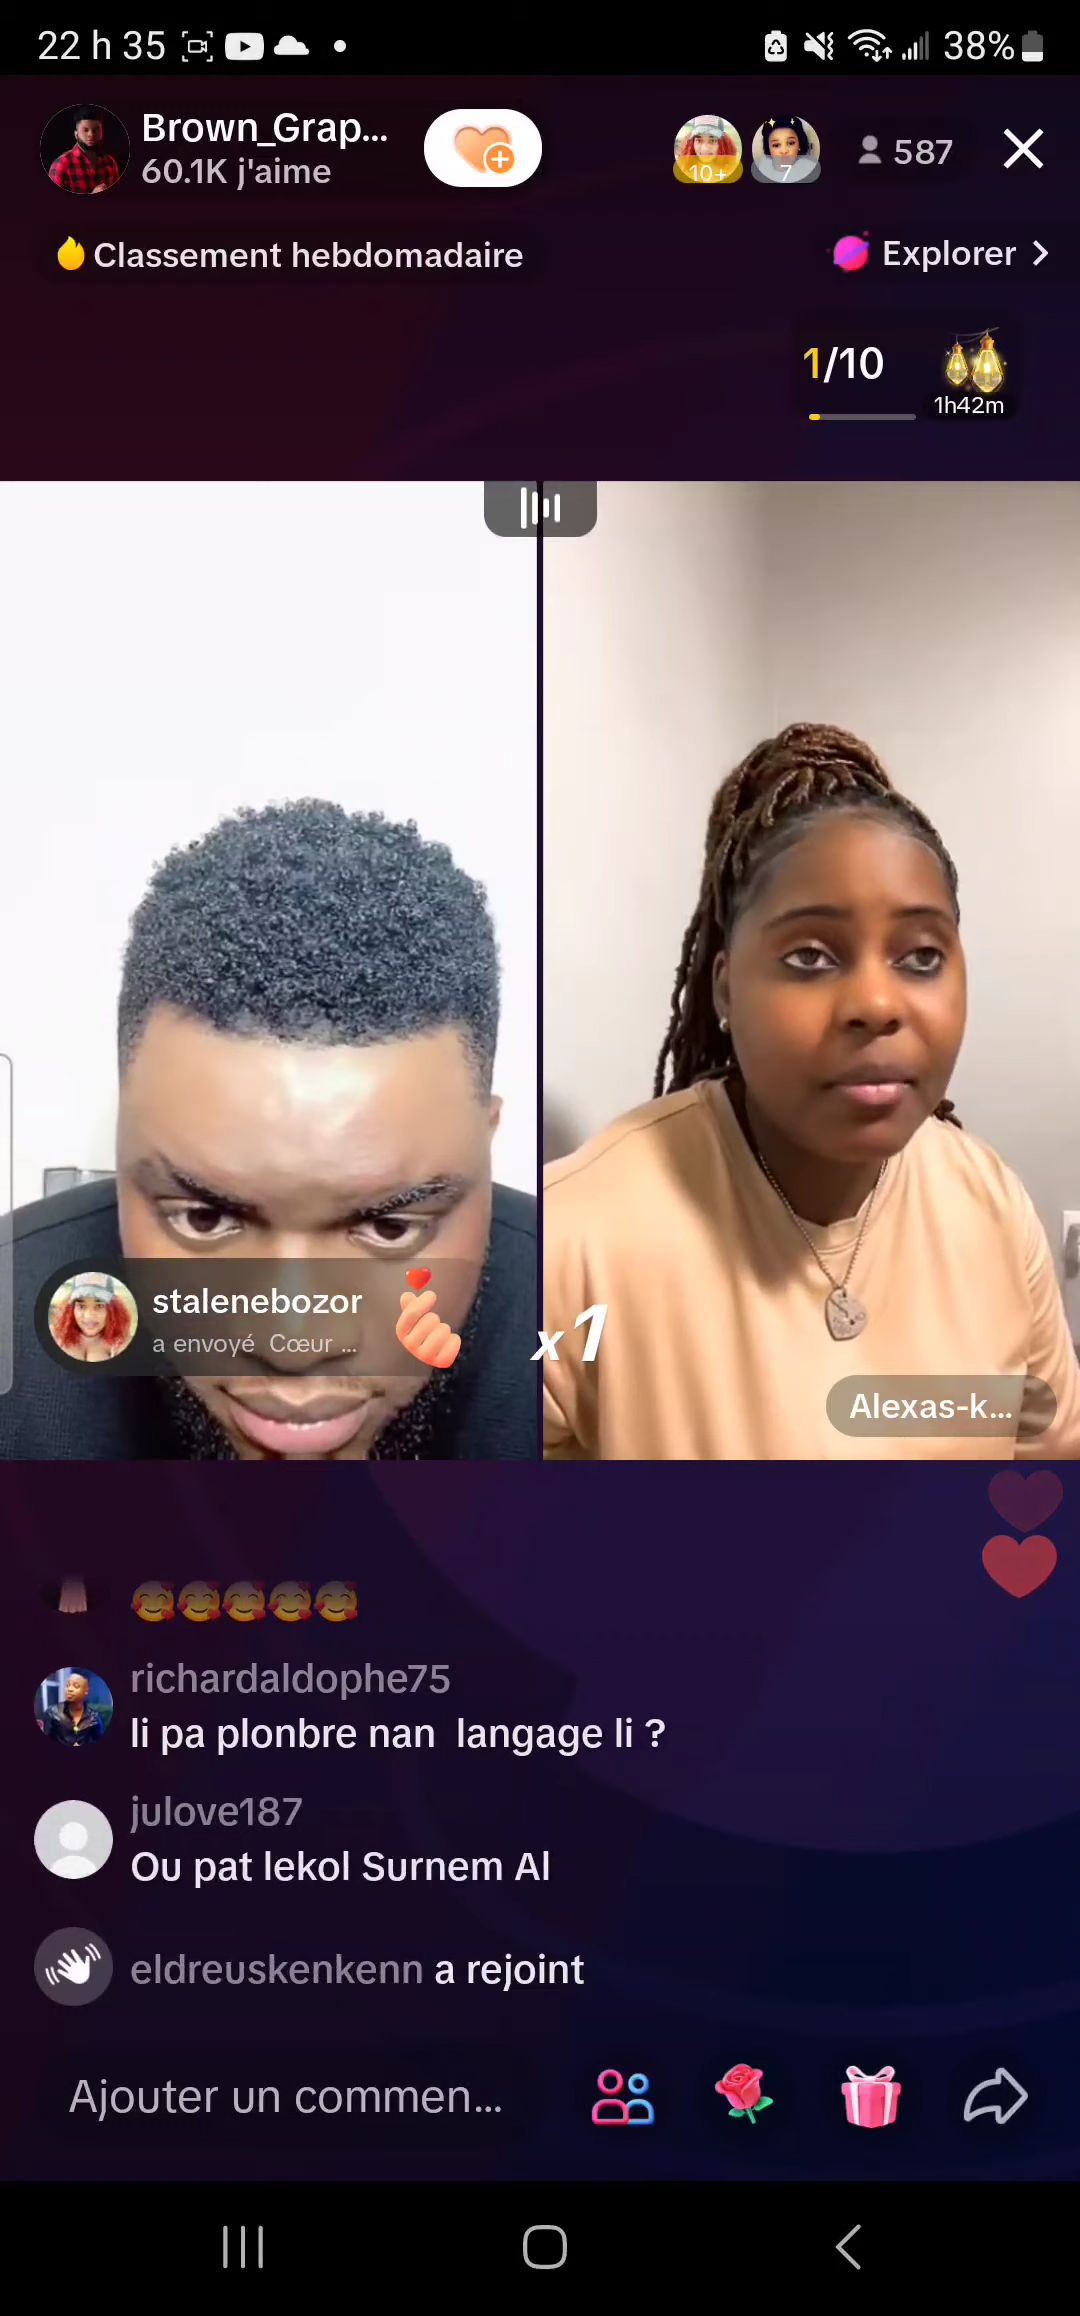 22 h 35
38%
Brown_Grap...
60.1K j'aime
10+
7
587
Classement hebdomadaire
Explorer
1/10
1h42m
stalenebozor
a envoyé Cœur ...
x1
Alexas-k...
🥰🥰🥰🥰🥰
richardaldophe75
li pa plonbre nan langage li ?
julove187
Ou pat lekol Surnem Al
eldreuskenkenn a rejoint
Ajouter un commen...